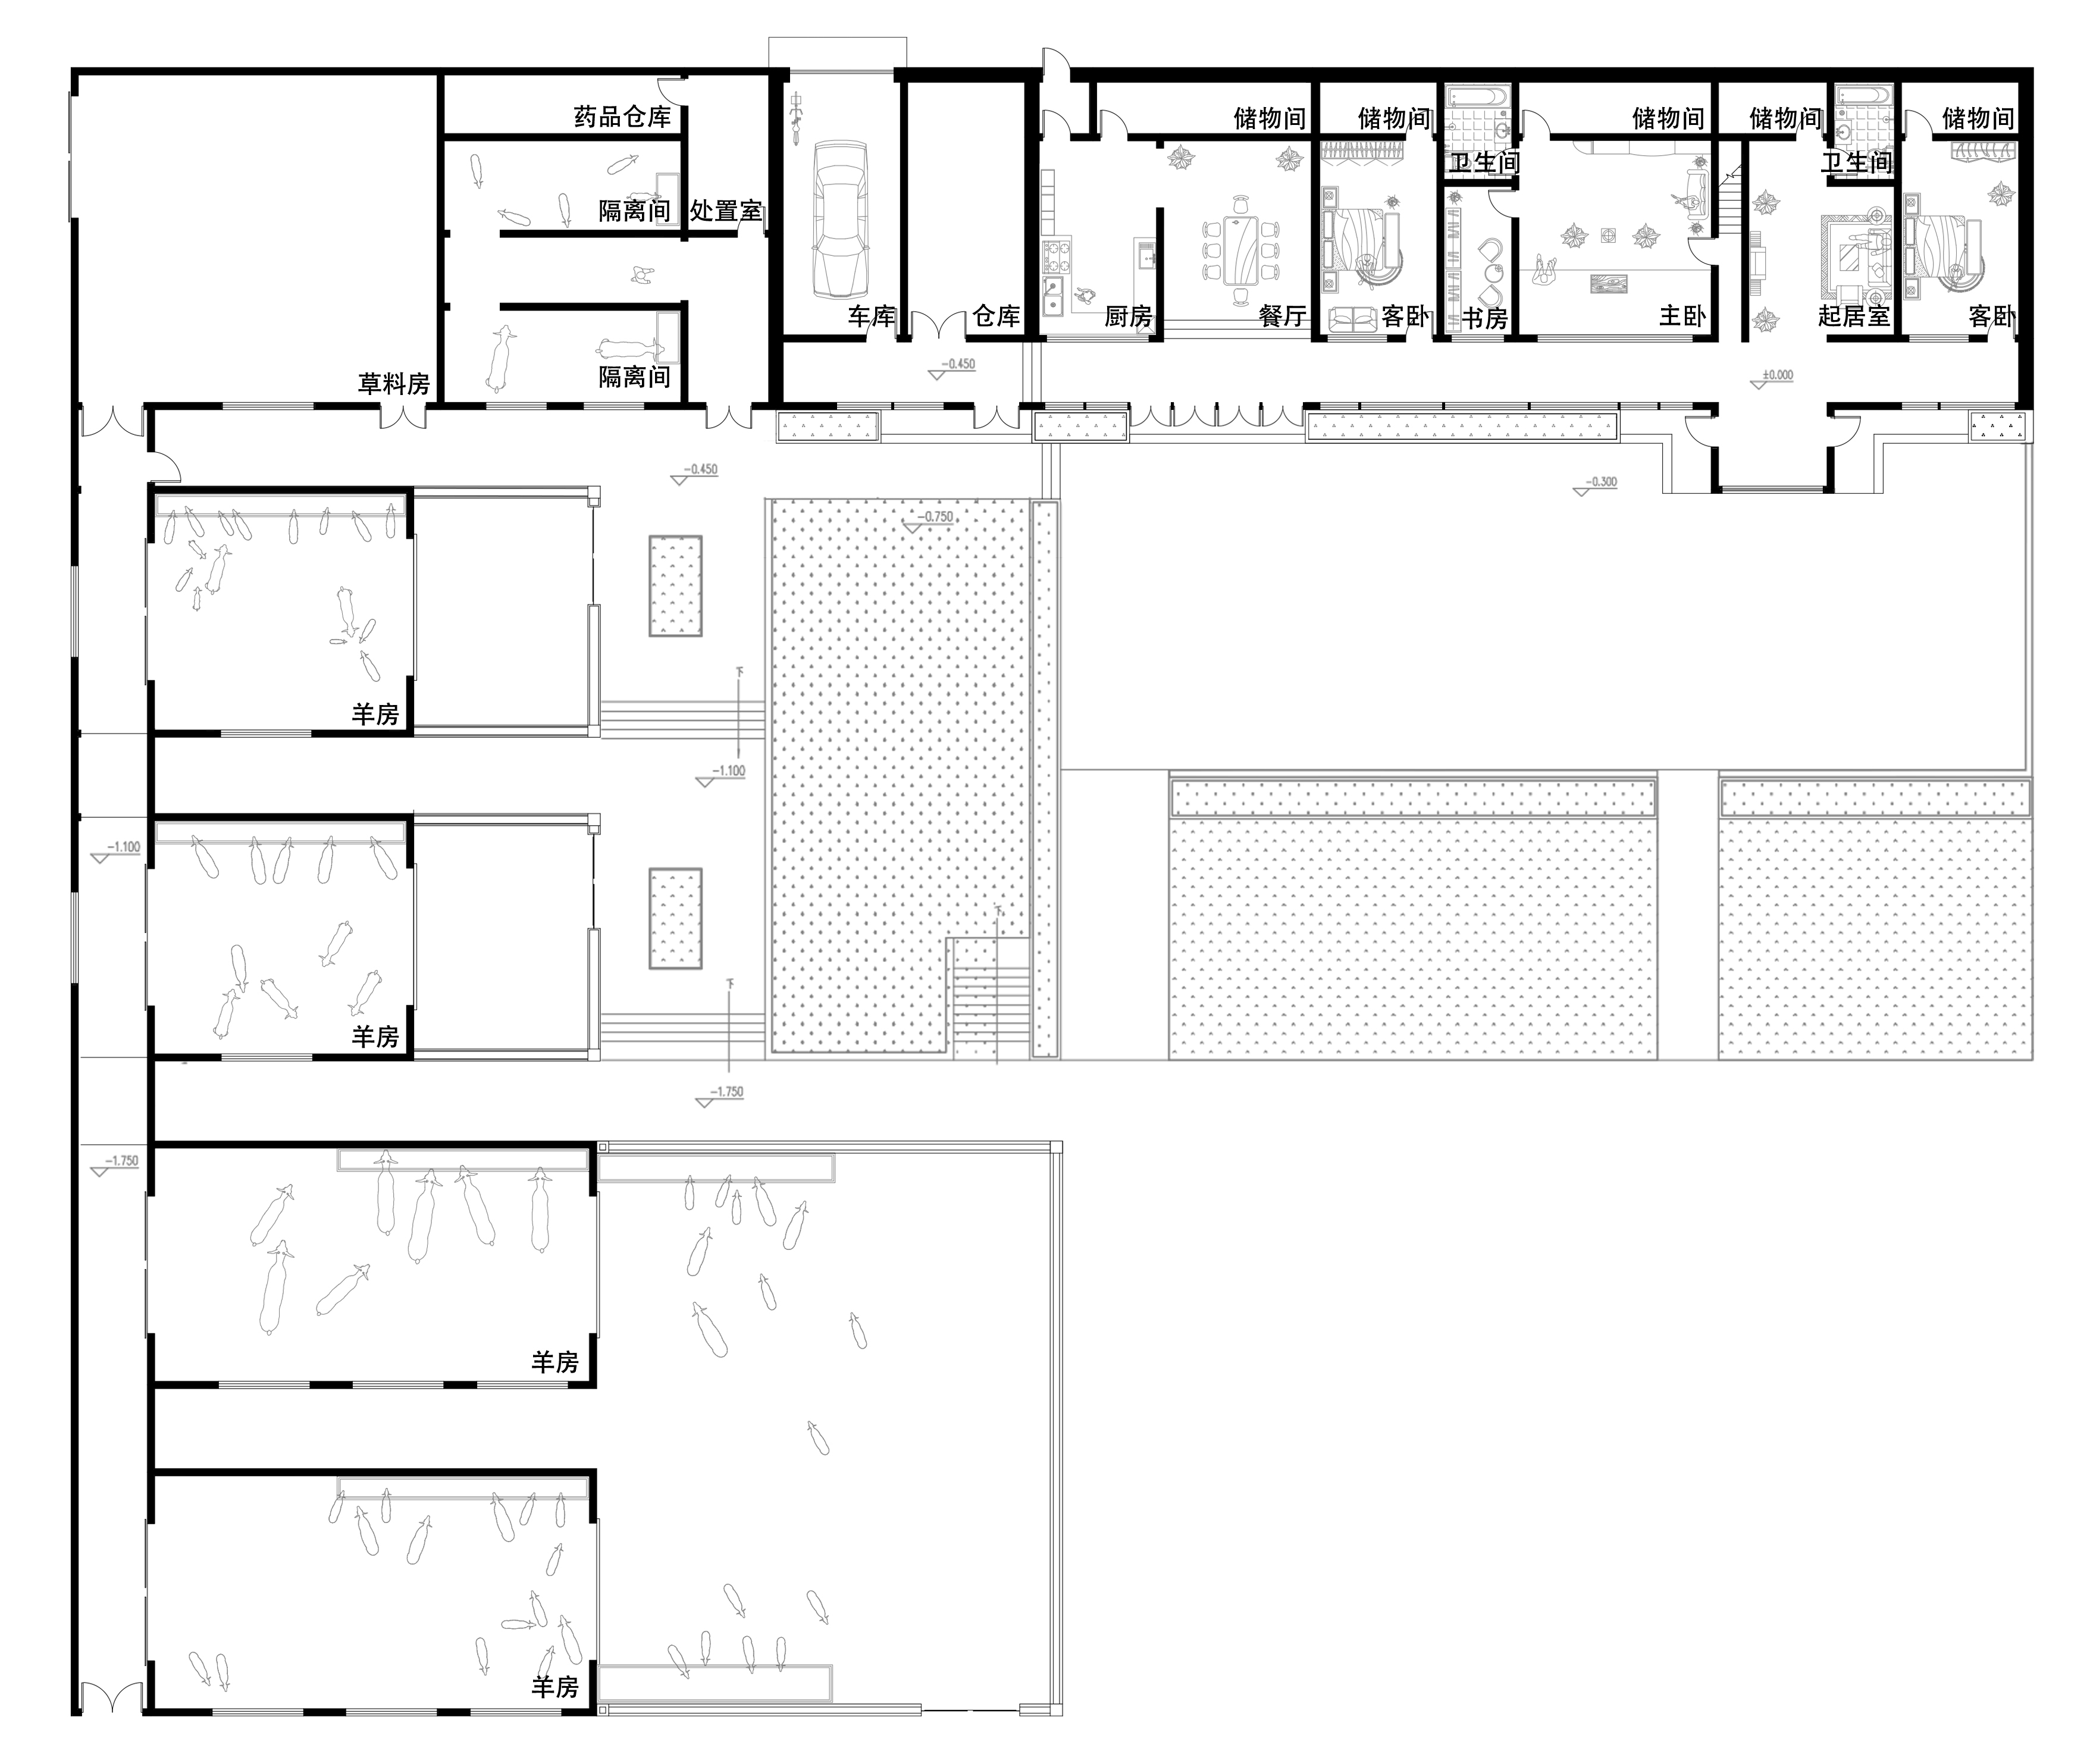 药品仓库
储物间
储物间
储物间
储物间
储物间
卫生间
卫生间
隔离间
处置室
车库
仓库
厨房
餐厅
客卧
书房
主卧
起居室
客卧
隔离间
草料房
-0.450
±0.000
-0.450
-0.300
-0.750
下
羊房
-1.100
-1.100
下
下
羊房
-1.750
-1.750
羊房
羊房